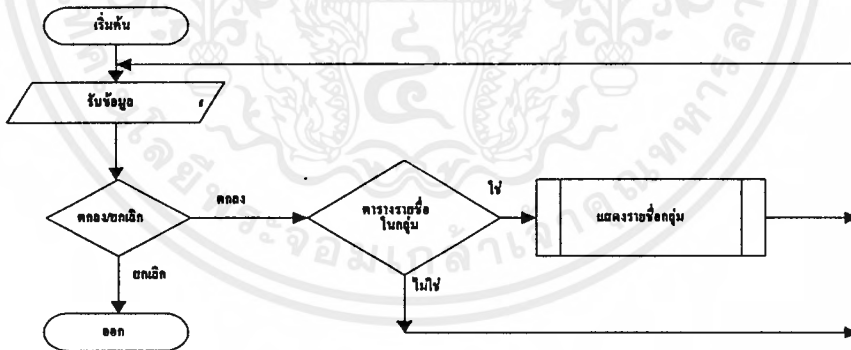 เริ่มต้น
รับข้อมูล
ตกลง/ยกเลิก
ตกลง
ตารางรายชื่อ
ในกลุ่ม
ใช่
แสดงรายชื่อกลุ่ม
ยกเลิก
ไม่ใช่
ออก